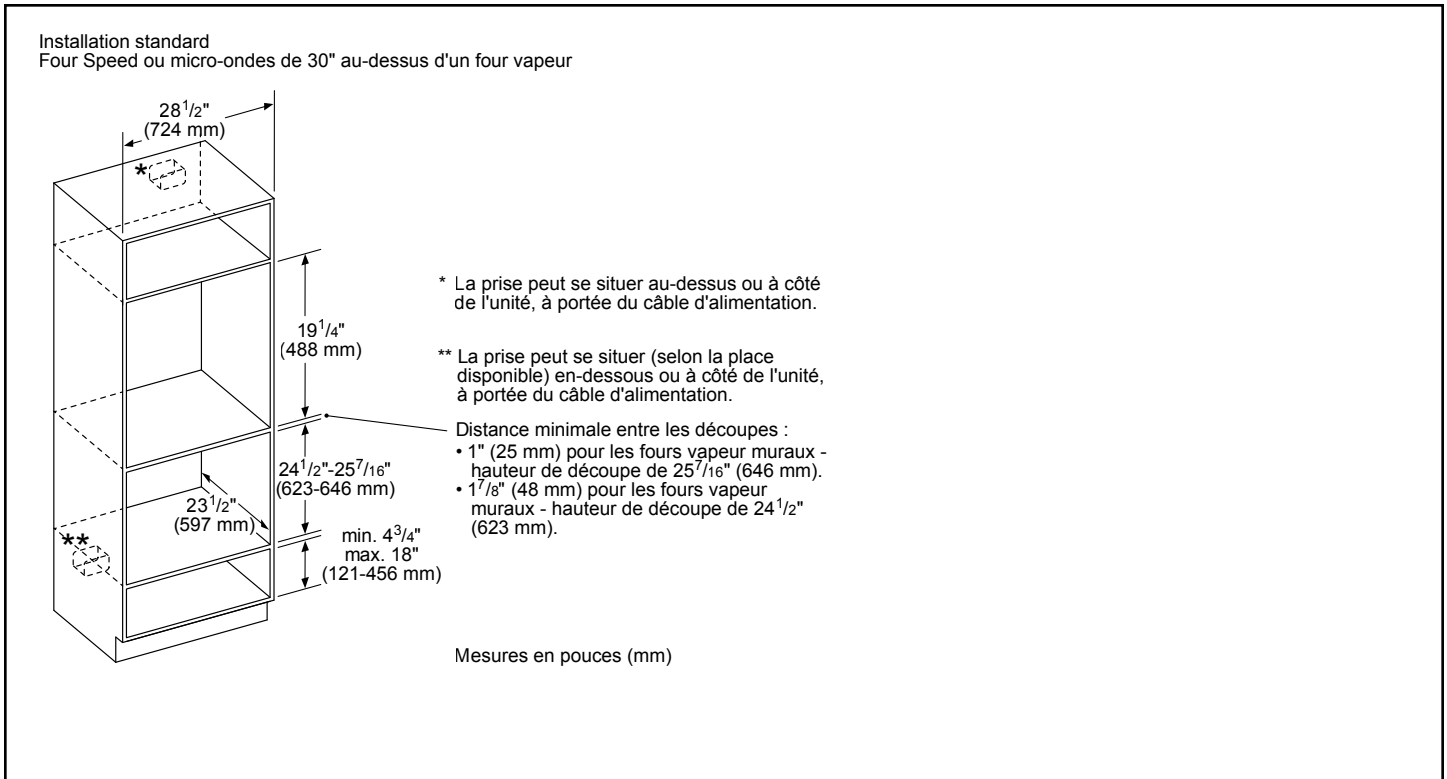 Installation standard
Four Speed ou micro-ondes de 30" au-dessus d'un four vapeur
28 1/2"
(724 mm)
*
19 1/4"
(488 mm)
* La prise peut se situer au-dessus ou à côté
de l'unité, à portée du câble d'alimentation.
** La prise peut se situer (selon la place
disponible) en-dessous ou à côté de l'unité,
à portée du câble d'alimentation.
Distance minimale entre les découpes :
• 1" (25 mm) pour les fours vapeur muraux -
hauteur de découpe de 25 7/16" (646 mm).
• 1 7/8" (48 mm) pour les fours vapeur
muraux - hauteur de découpe de 24 1/2"
(623 mm).
24 1/2"-25 7/16"
(623-646 mm)
23 1/2"
(597 mm)
**
min. 4 3/4"
max. 18"
(121-456 mm)
Mesures en pouces (mm)